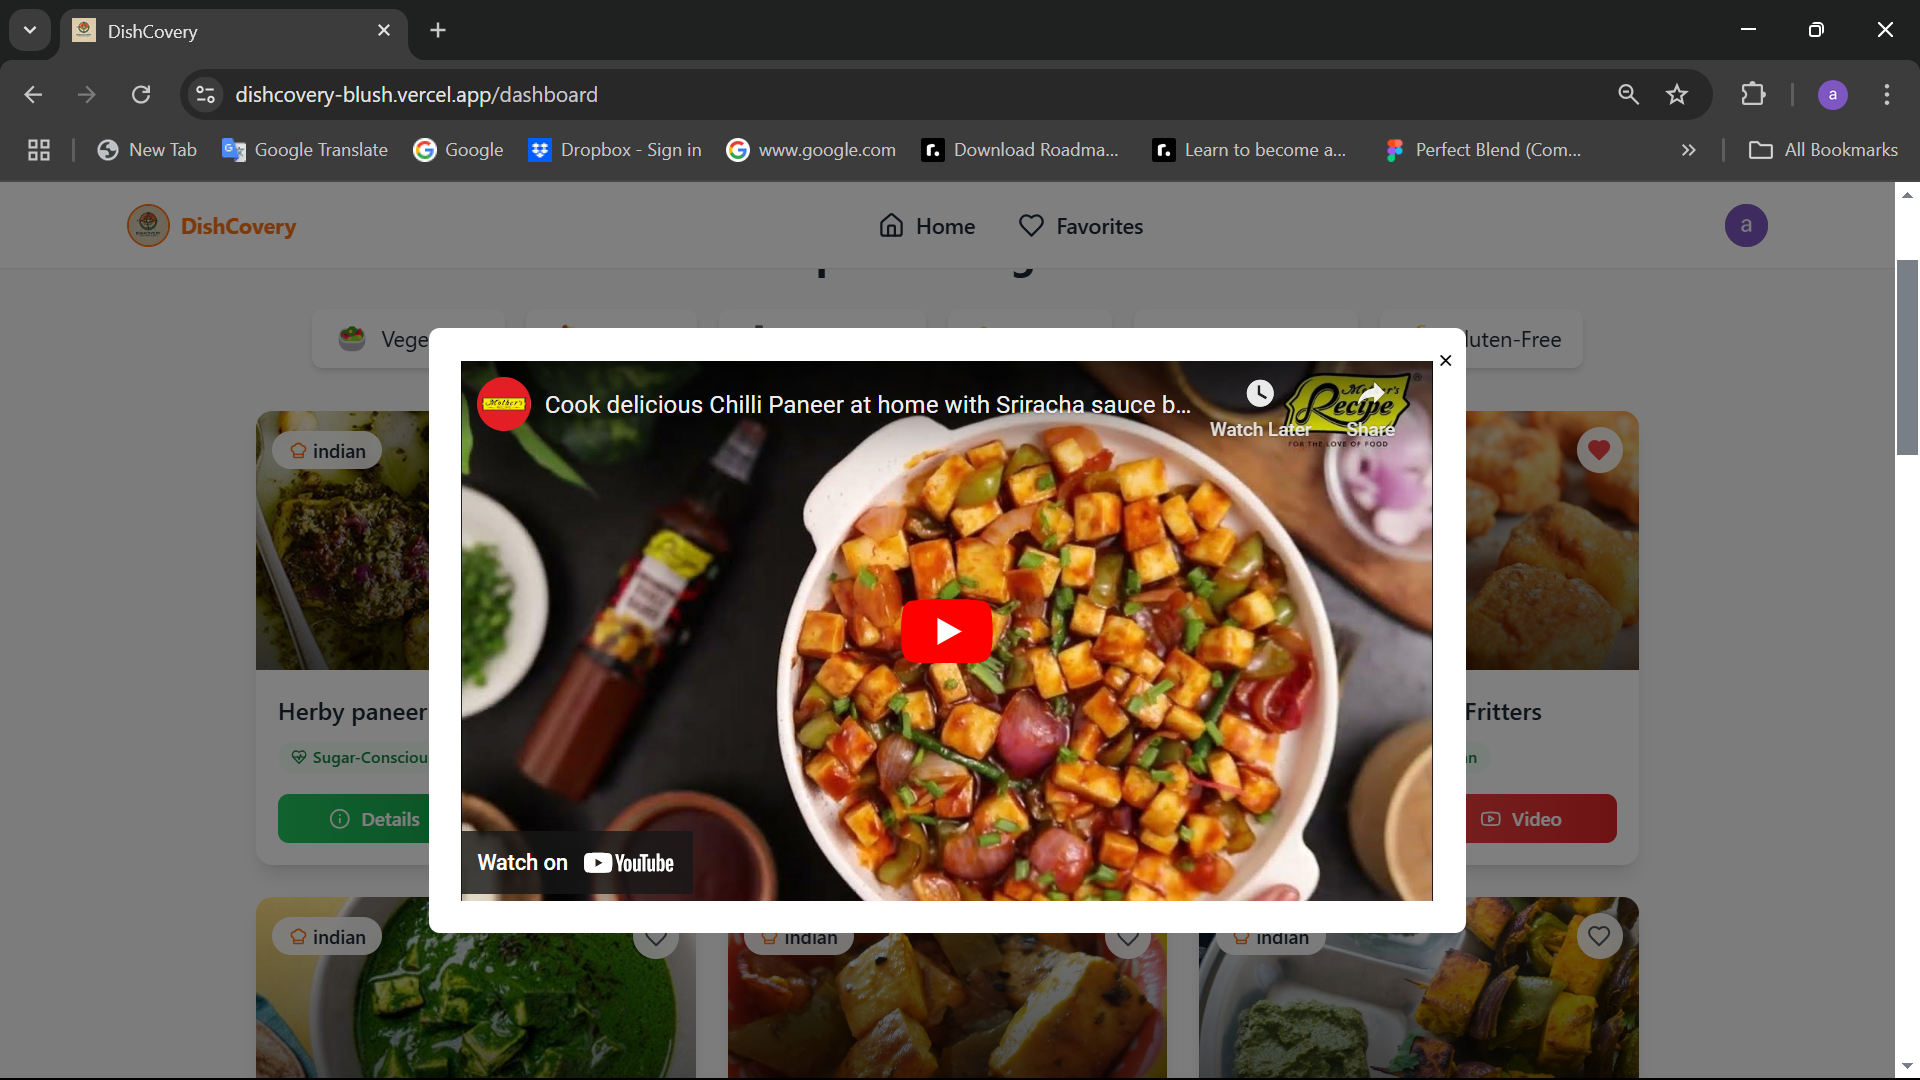 DishCovery
dishcovery-blush.vercel.app/dashboard
a
New Tab
Google Translate
Google
Dropbox - Sign in
www.google.com
Download Roadma...
Learn to become a...
Perfect Blend (Com...
All Bookmarks
DishCovery
Home
Favorites
a
Vege
luten-Free
Mother's
Cook delicious Chilli Paneer at home with Sriracha sauce b...
Watch Later
Share
Mother's
Recipe
FOR THE LOVE OF FOOD
indian
Herby paneer
Fritters
Sugar-Consciou
an
Details
Video
Watch on YouTube
indian
indian
indian